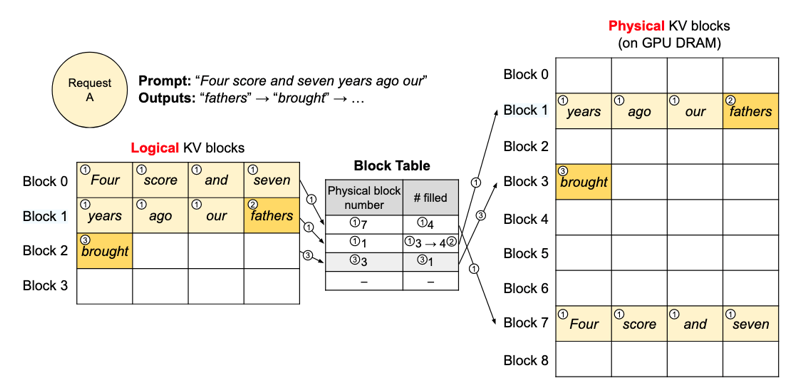 Physical KV blocks
(on GPU DRAM)
Request
A
Prompt: “Four score and seven years ago our”
Outputs: “fathers” → “brought” → …
Logical KV blocks
Block 0 ① Four ① score ① and ① seven
Block 1 ① years ① ago ① our ② fathers
Block 2 ③ brought
Block 3
① ① ③
Block Table
Physical block number # filled
①7 ①4
①1 ①3 → 4②
③3 ③1
– –
① ③ ①
Block 0
Block 1 ① years ① ago ① our ② fathers
Block 2
Block 3 ③ brought
Block 4
Block 5
Block 6
Block 7 ① Four ① score ① and ① seven
Block 8